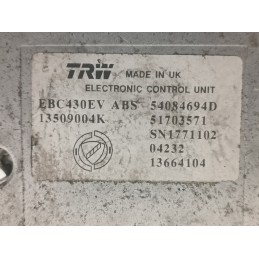 TRW MADE IN UK
ELECTRONIC CONTROL UNIT
EBC430EV ABS 54084694D
13509004K 51703571
SN1771102
04232
13664104